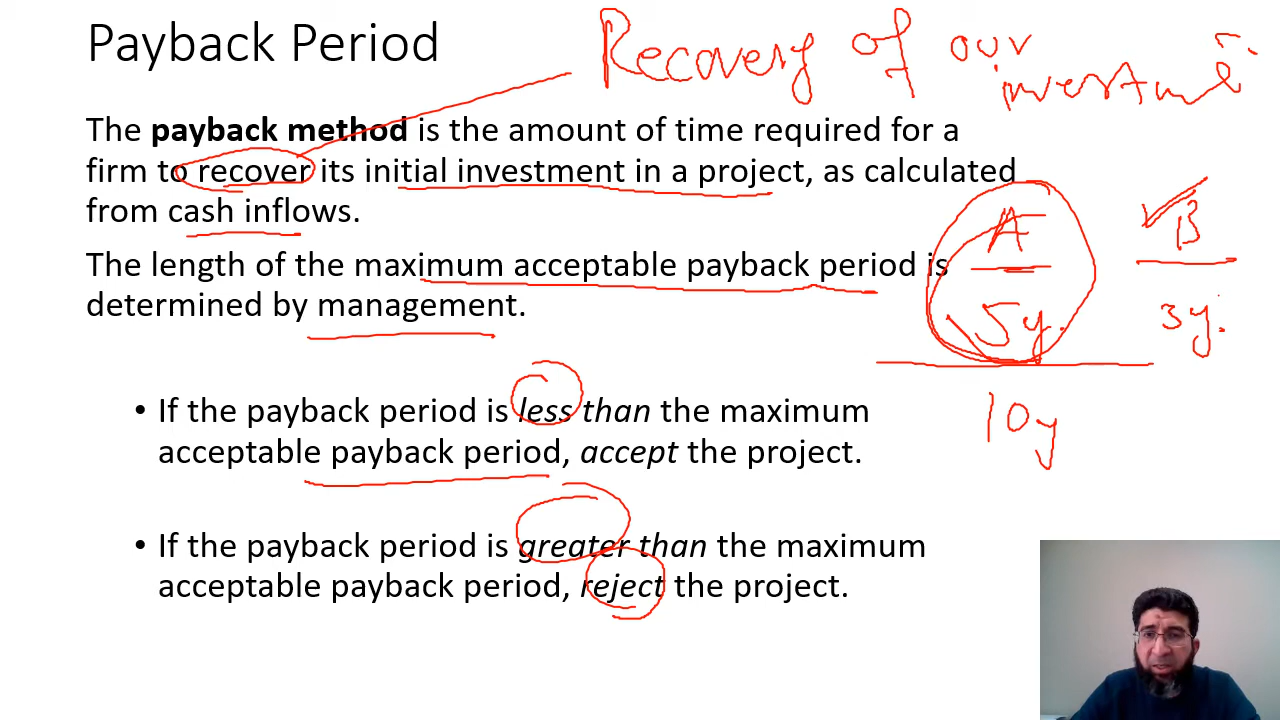 Payback Period
Recovery of our
investment
The payback method is the amount of time required for a
firm to recover its initial investment in a project, as calculated
from cash inflows.
A B
The length of the maximum acceptable payback period is
determined by management.
5y. 3y.
10y
• If the payback period is less than the maximum
acceptable payback period, accept the project.
• If the payback period is greater than the maximum
acceptable payback period, reject the project.